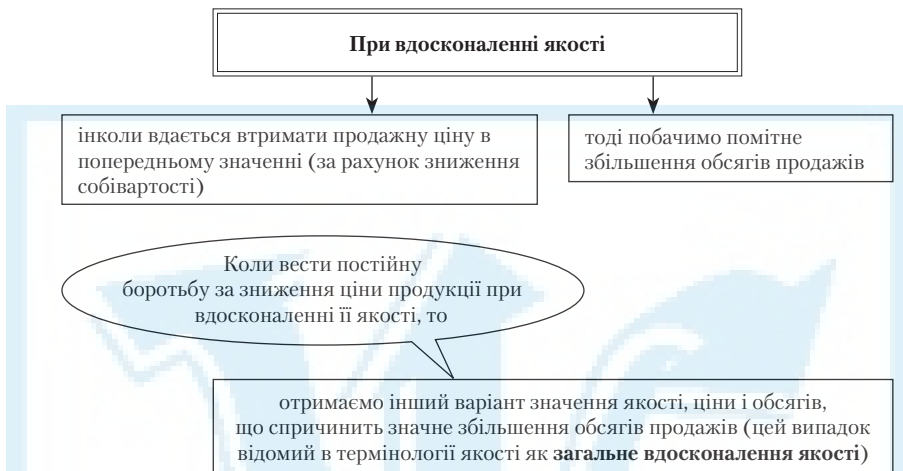 При вдосконаленні якості
інколи вдається втримати продажну ціну в
попередньому значенні (за рахунок зниження
собівартості)
тоді побачимо помітне
збільшення обсягів продажів
Коли вести постійну
боротьбу за зниження ціни продукції при
вдосконаленні її якості, то
отримаємо інший варіант значення якості, ціни і обсягів,
що спричинить значне збільшення обсягів продажів (цей випадок
відомий в термінології якості як загальне вдосконалення якості)